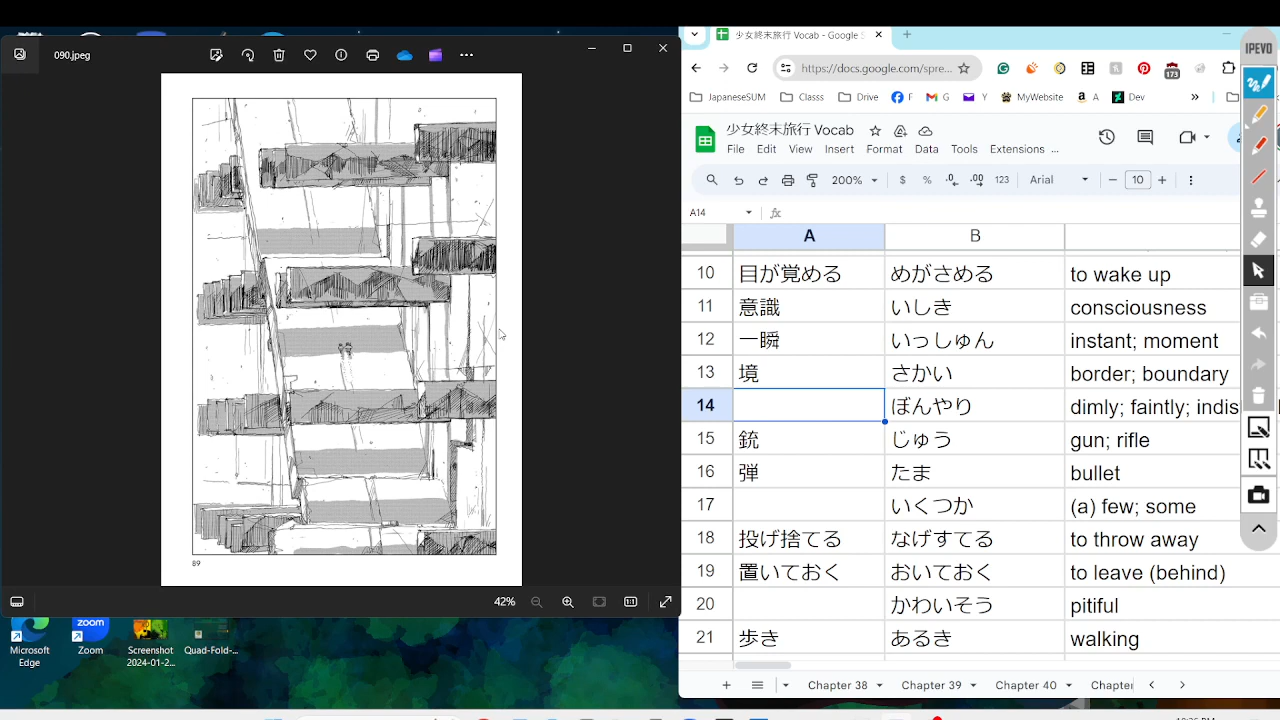 090.jpeg
89
42%
Microsoft Edge
Zoom
Screenshot 2024-01-2...
Quad-Fold-...
zoom
少女終末旅行 Vocab - Google S
https://docs.google.com/spre...
173
JapaneseSUM
Classs
Drive
F
G
Y
MyWebsite
A
Dev
IPEVO
少女終末旅行 Vocab
File Edit View Insert Format Data Tools Extensions ...
200% $ % .0 .00 123 Arial 10
A14 fx
A B
10 目が覚める めがさめる to wake up
11 意識 いしき consciousness
12 一瞬 いっしゅん instant; moment
13 境 さかい border; boundary
14 ぼんやり dimly; faintly; indis
15 銃 じゅう gun; rifle
16 弾 たま bullet
17 いくつか (a) few; some
18 投げ捨てる なげすてる to throw away
19 置いておく おいておく to leave (behind)
20 かわいそう pitiful
21 歩き あるき walking
Chapter 38 Chapter 39 Chapter 40 Chapter